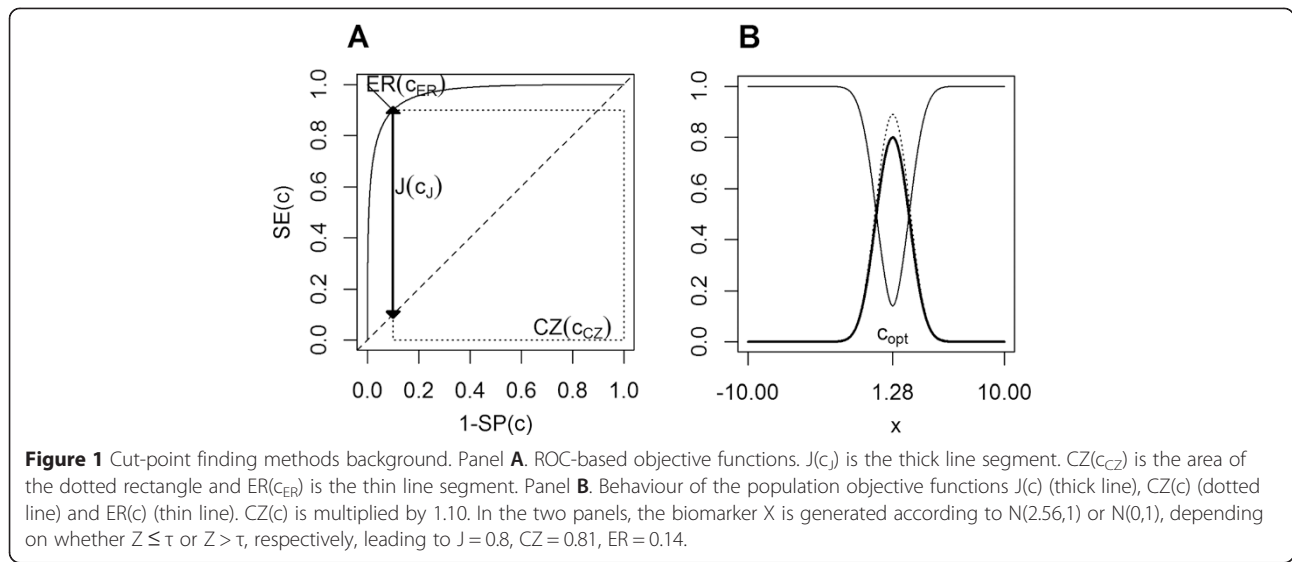 A
B
ER(c_ER)
J(c_J)
CZ(c_CZ)
SE(c)
0.0 0.2 0.4 0.6 0.8 1.0
0.0 0.2 0.4 0.6 0.8 1.0
1-SP(c)
0.0 0.2 0.4 0.6 0.8 1.0
c_opt
-10.00 1.28 10.00
x
Figure 1 Cut-point finding methods background. Panel A. ROC-based objective functions. J(c_J) is the thick line segment. CZ(c_CZ) is the area of
the dotted rectangle and ER(c_ER) is the thin line segment. Panel B. Behaviour of the population objective functions J(c) (thick line), CZ(c) (dotted
line) and ER(c) (thin line). CZ(c) is multiplied by 1.10. In the two panels, the biomarker X is generated according to N(2.56,1) or N(0,1), depending
on whether Z ≤ τ or Z > τ, respectively, leading to J = 0.8, CZ = 0.81, ER = 0.14.